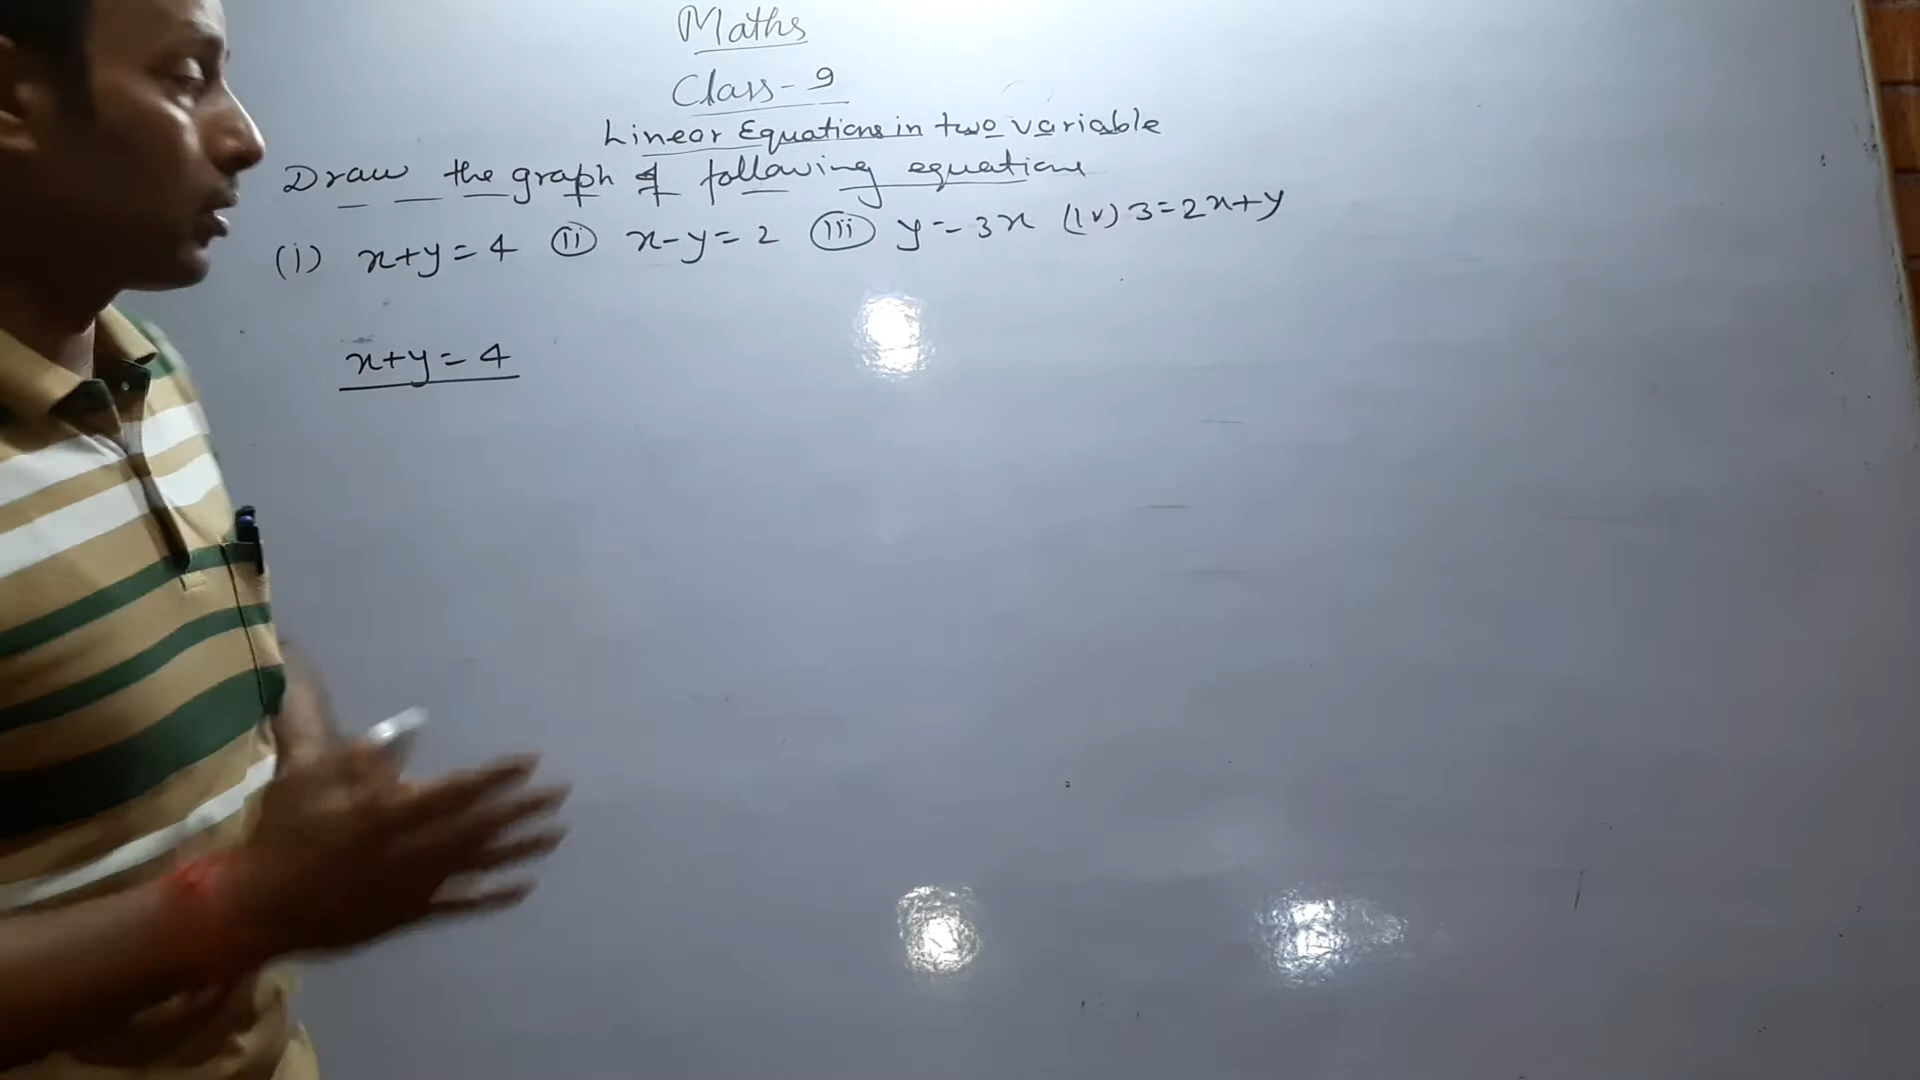 Maths
Class-9
Linear Equations in two variable
Draw the graph of following equations
(i) x+y=4 (ii) x-y=2 (iii) y=3x (iv) 3=2x+y
x+y=4